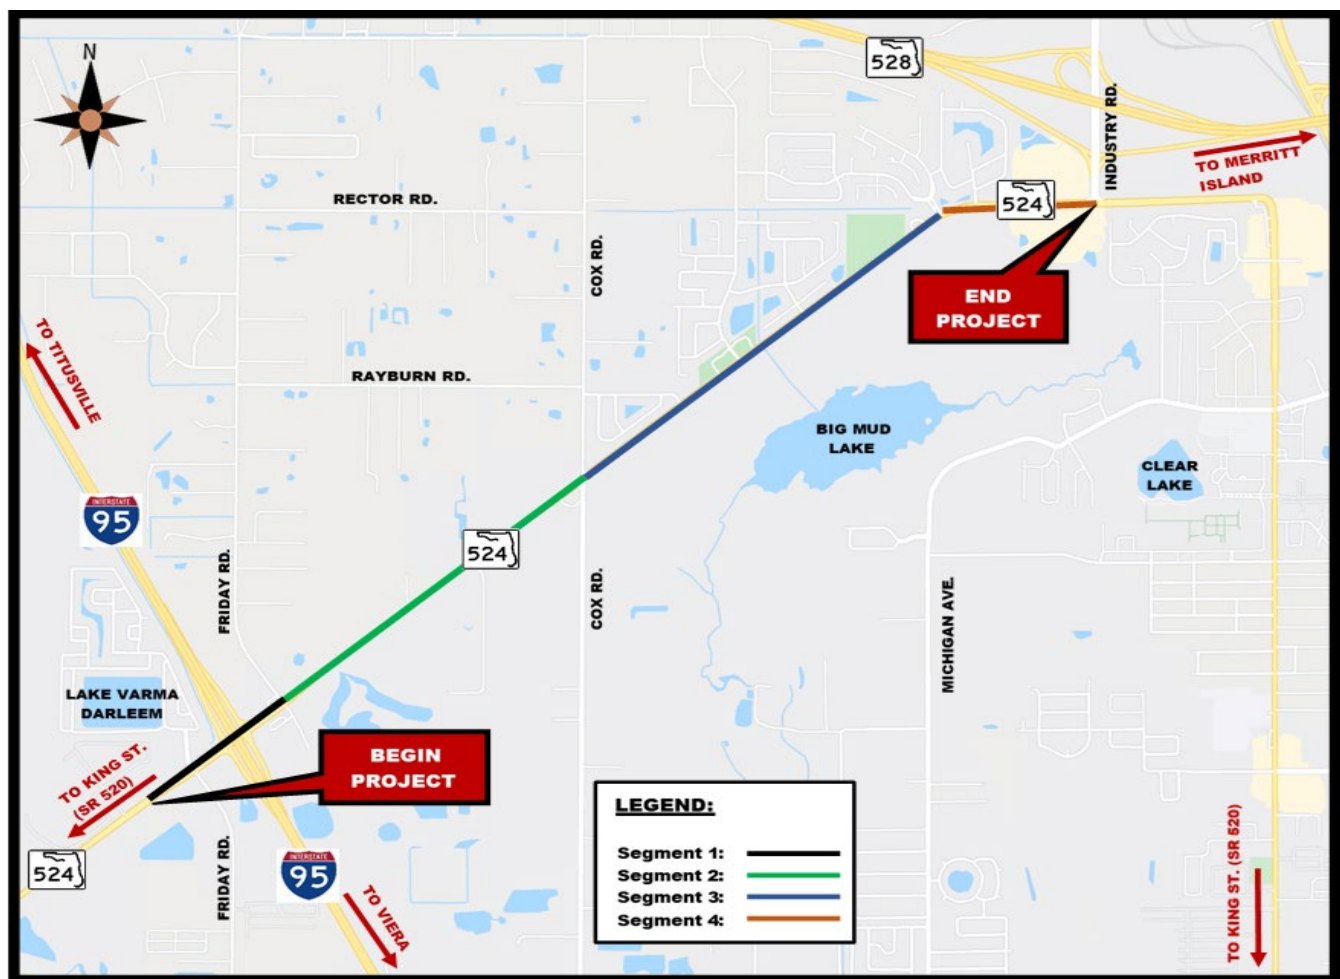 N
528
INDUSTRY RD.
TO MERRITT
ISLAND
RECTOR RD.
524
COX RD.
END
PROJECT
TO TITUSVILLE
RAYBURN RD.
BIG MUD
LAKE
CLEAR
LAKE
INTERSTATE
95
524
FRIDAY RD.
COX RD.
MICHIGAN AVE.
LAKE VARMA
DARLEEM
BEGIN
PROJECT
TO KING ST.
(SR 520)
524
FRIDAY RD.
INTERSTATE
95
TO VIERA
LEGEND:
Segment 1:
Segment 2:
Segment 3:
Segment 4:
TO KING ST. (SR 520)